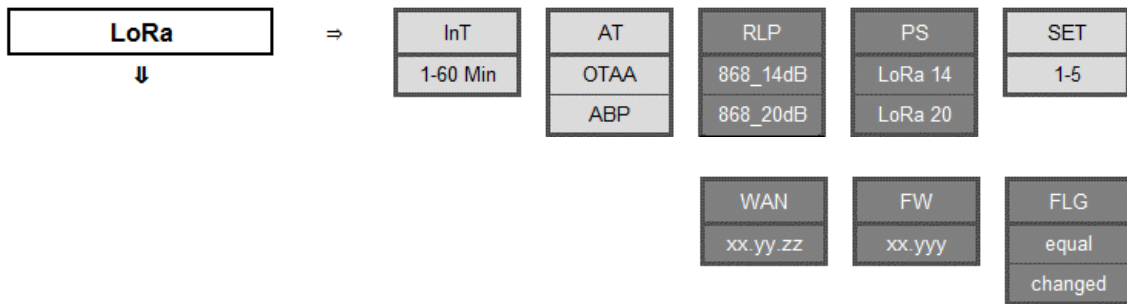 LoRa ⇒ InT AT RLP PS SET
⇓ 1-60 Min OTAA 868_14dB LoRa 14 1-5
ABP 868_20dB LoRa 20
WAN FW FLG
xx.yy.zz xx.yyy equal
changed